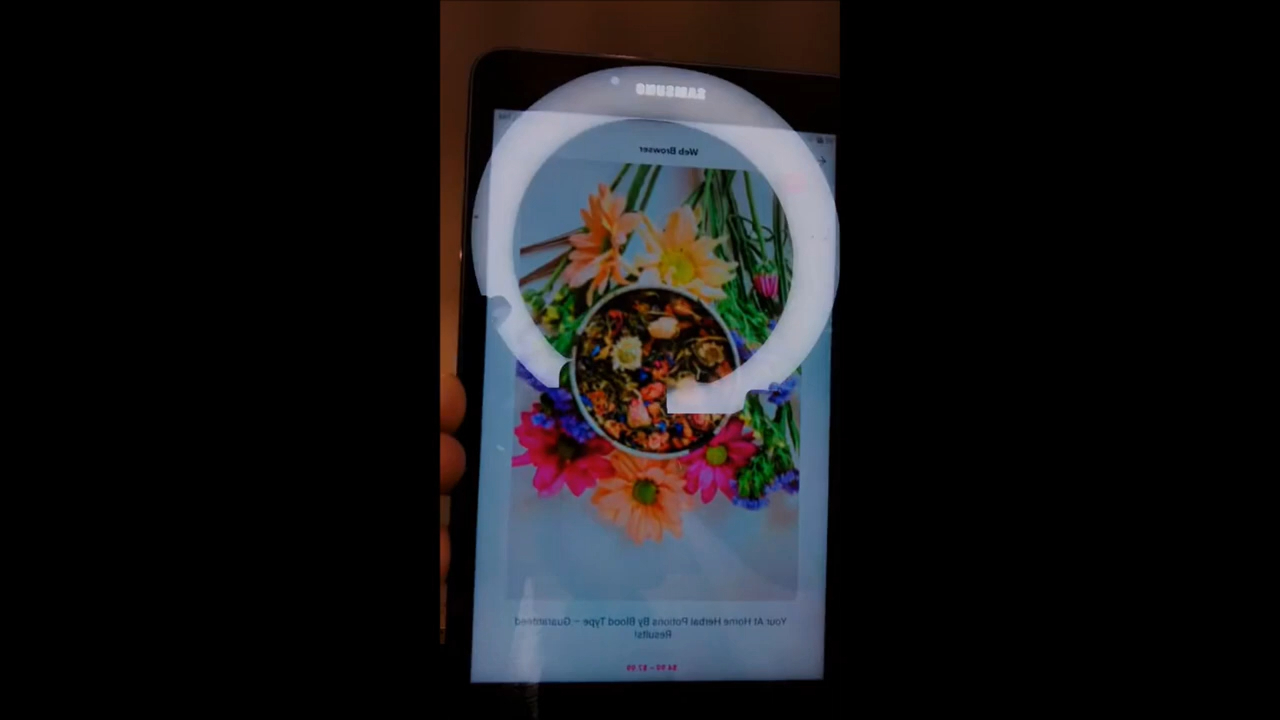 SAMSUNG
Web Browser
Your At Home Herbal Potions By Blood Type – Guaranteed
Results!